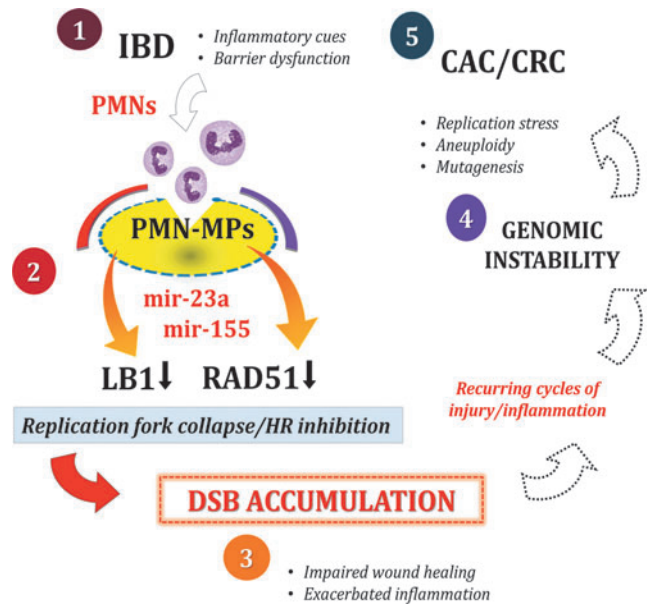 1
IBD
• Inflammatory cues
• Barrier dysfunction
PMNs
PMN-MPs
2
mir-23a
mir-155
LB1⬇ RAD51⬇
Replication fork collapse/HR inhibition
DSB ACCUMULATION
3
• Impaired wound healing
• Exacerbated inflammation
Recurring cycles of
injury/inflammation
4
GENOMIC
INSTABILITY
• Replication stress
• Aneuploidy
• Mutagenesis
5
CAC/CRC